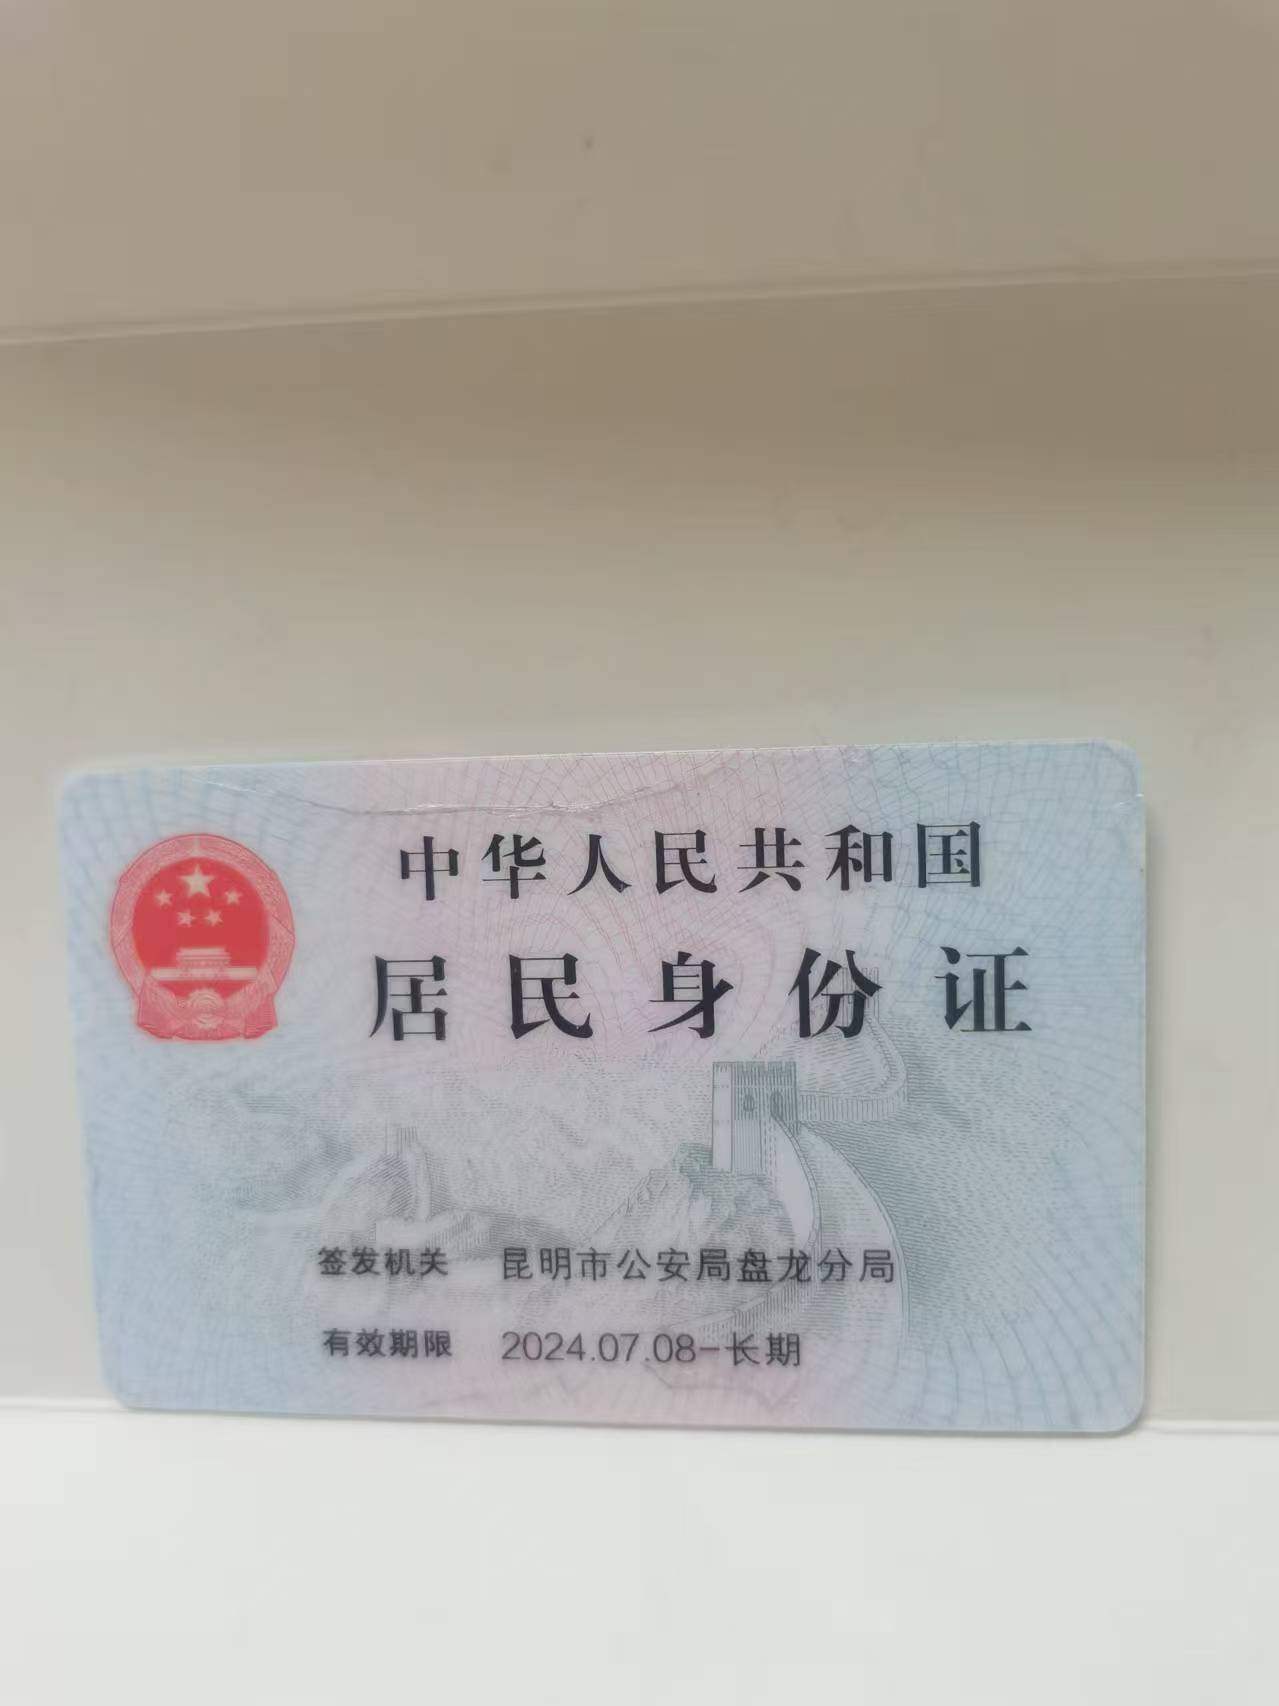 中华人民共和国
居民身份证
签发机关 昆明市公安局盘龙分局
有效期限 2024.07.08-长期